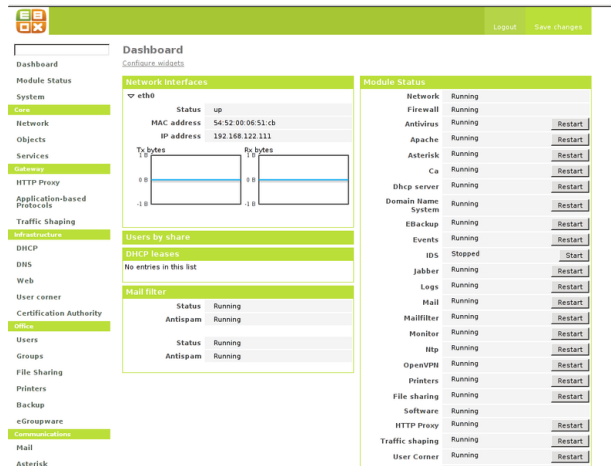 EB
OX
Logout Save changes
Dashboard
Module Status
System
Core
Network
Objects
Services
Gateway
HTTP Proxy
Application-based
Protocols
Traffic Shaping
Infrastructure
DHCP
DNS
Web
User corner
Certification Authority
Office
Users
Groups
File Sharing
Printers
Backup
eGroupware
Communications
Mail
Asterisk
Dashboard
Configure widgets
Network interfaces
eth0
Status up
MAC address 54:52:00:06:51:cb
IP address 192.168.122.111
Tx bytes Rx bytes
1 B 1 B
0 B 0 B
-1 B -1 B
Users by share
DHCP leases
No entries in this list
Mail filter
Status Running
Antispam Running
Status Running
Antispam Running
Module Status
Network Running
Firewall Running
Antivirus Running Restart
Apache Running Restart
Asterisk Running Restart
Ca Running Restart
Dhcp server Running Restart
Domain Name
System Running Restart
EBackup Running Restart
Events Running Restart
IDS Stopped Start
Jabber Running Restart
Logs Running Restart
Mail Running Restart
Mailfilter Running Restart
Monitor Running Restart
Ntp Running Restart
OpenVPN Running Restart
Printers Running Restart
File sharing Running Restart
Software Running
HTTP Proxy Running Restart
Traffic shaping Running Restart
User Corner Running Restart